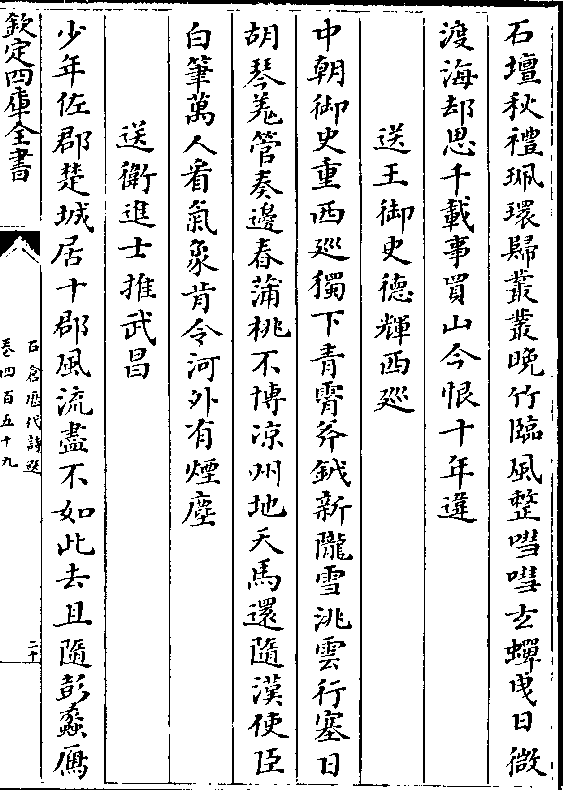 石壇秋禮珮環歸叢叢晚竹臨風整嘒嘒玄蟬曳日微
渡海却思千載事買山今恨十年違
送王御史德輝西廵
中朝御史重西廵獨下青霄斧鉞新隴雪洮雲行塞日
胡琴羗管奏邊春蒲桃不博凉州地天馬還隨漢使臣
白筆萬人看氣象肯令河外有煙塵
送衛進士推武昌
少年佐郡楚城居十郡風流盡不如此去且隨彭蠡鴈
欽定四庫全書
石倉歷代詩選
卷四百五十九
二十